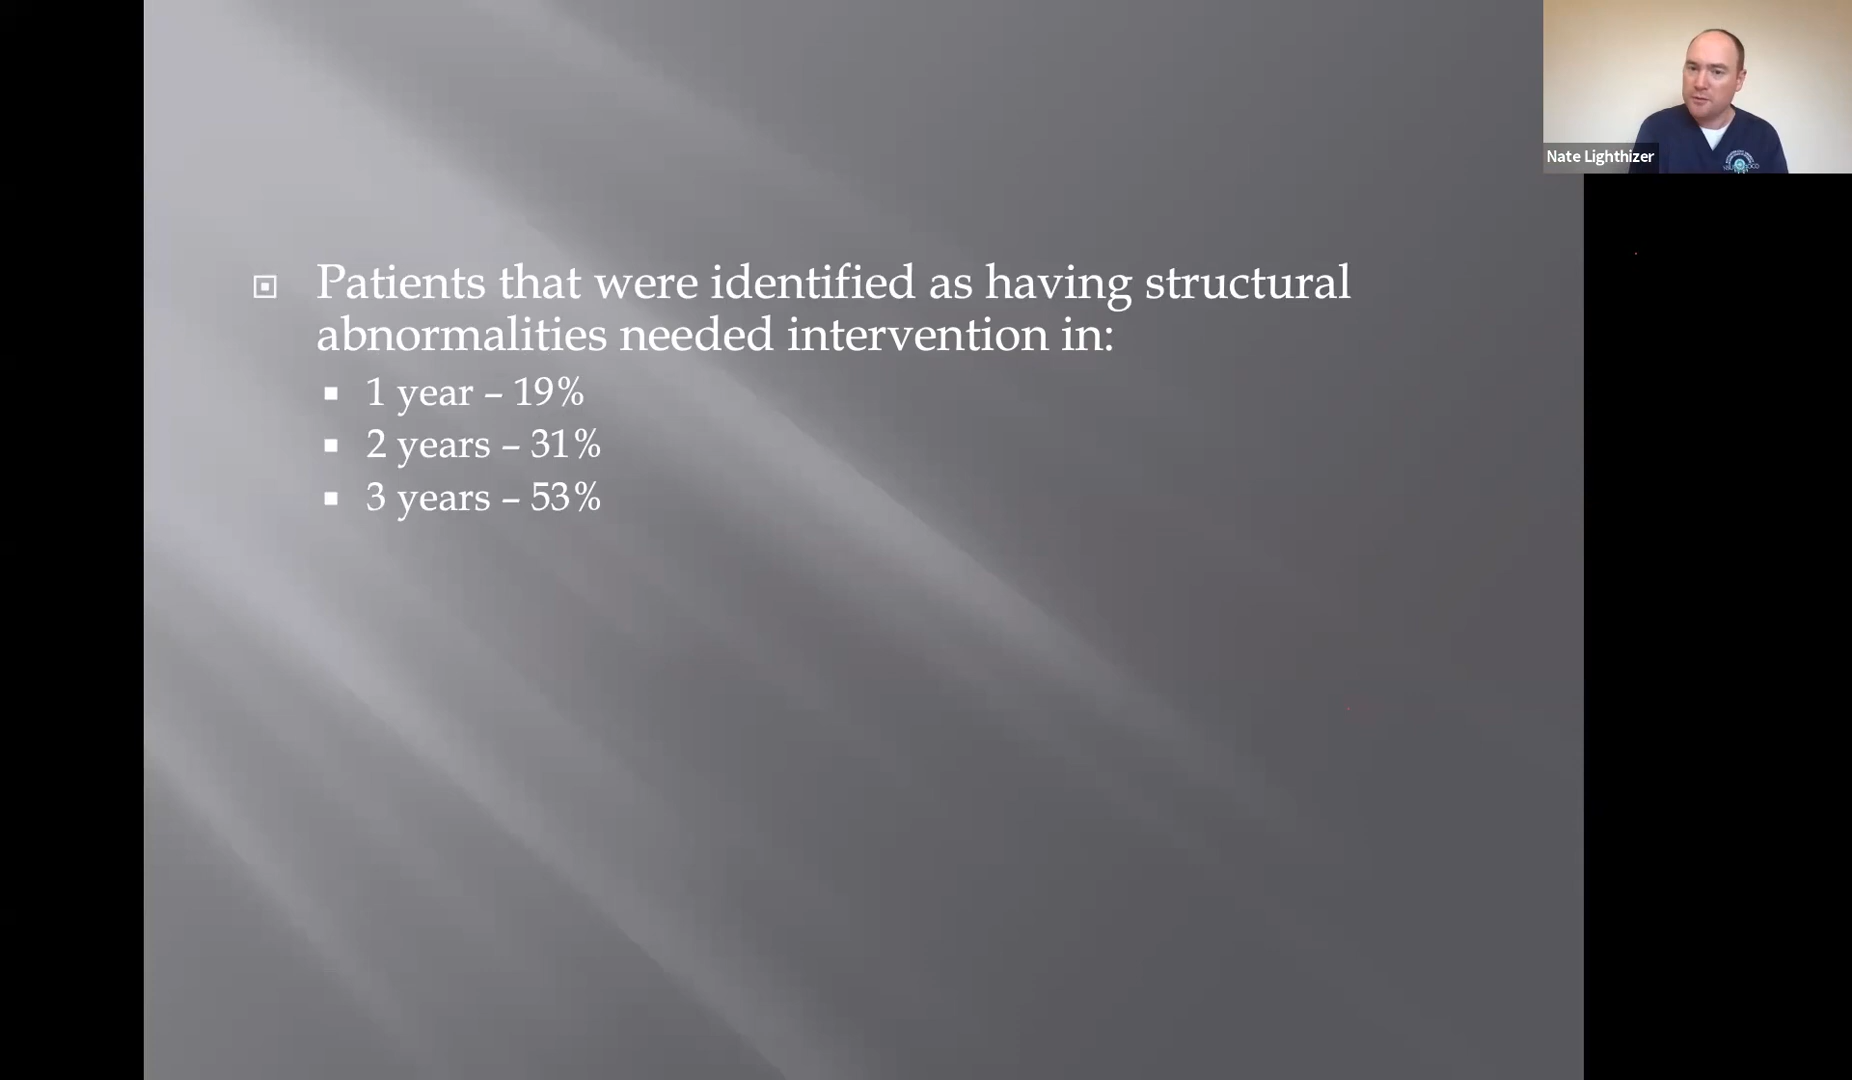 Patients that were identified as having structural
abnormalities needed intervention in:
1 year – 19%
2 years – 31%
3 years – 53%
Nate Lighthizer